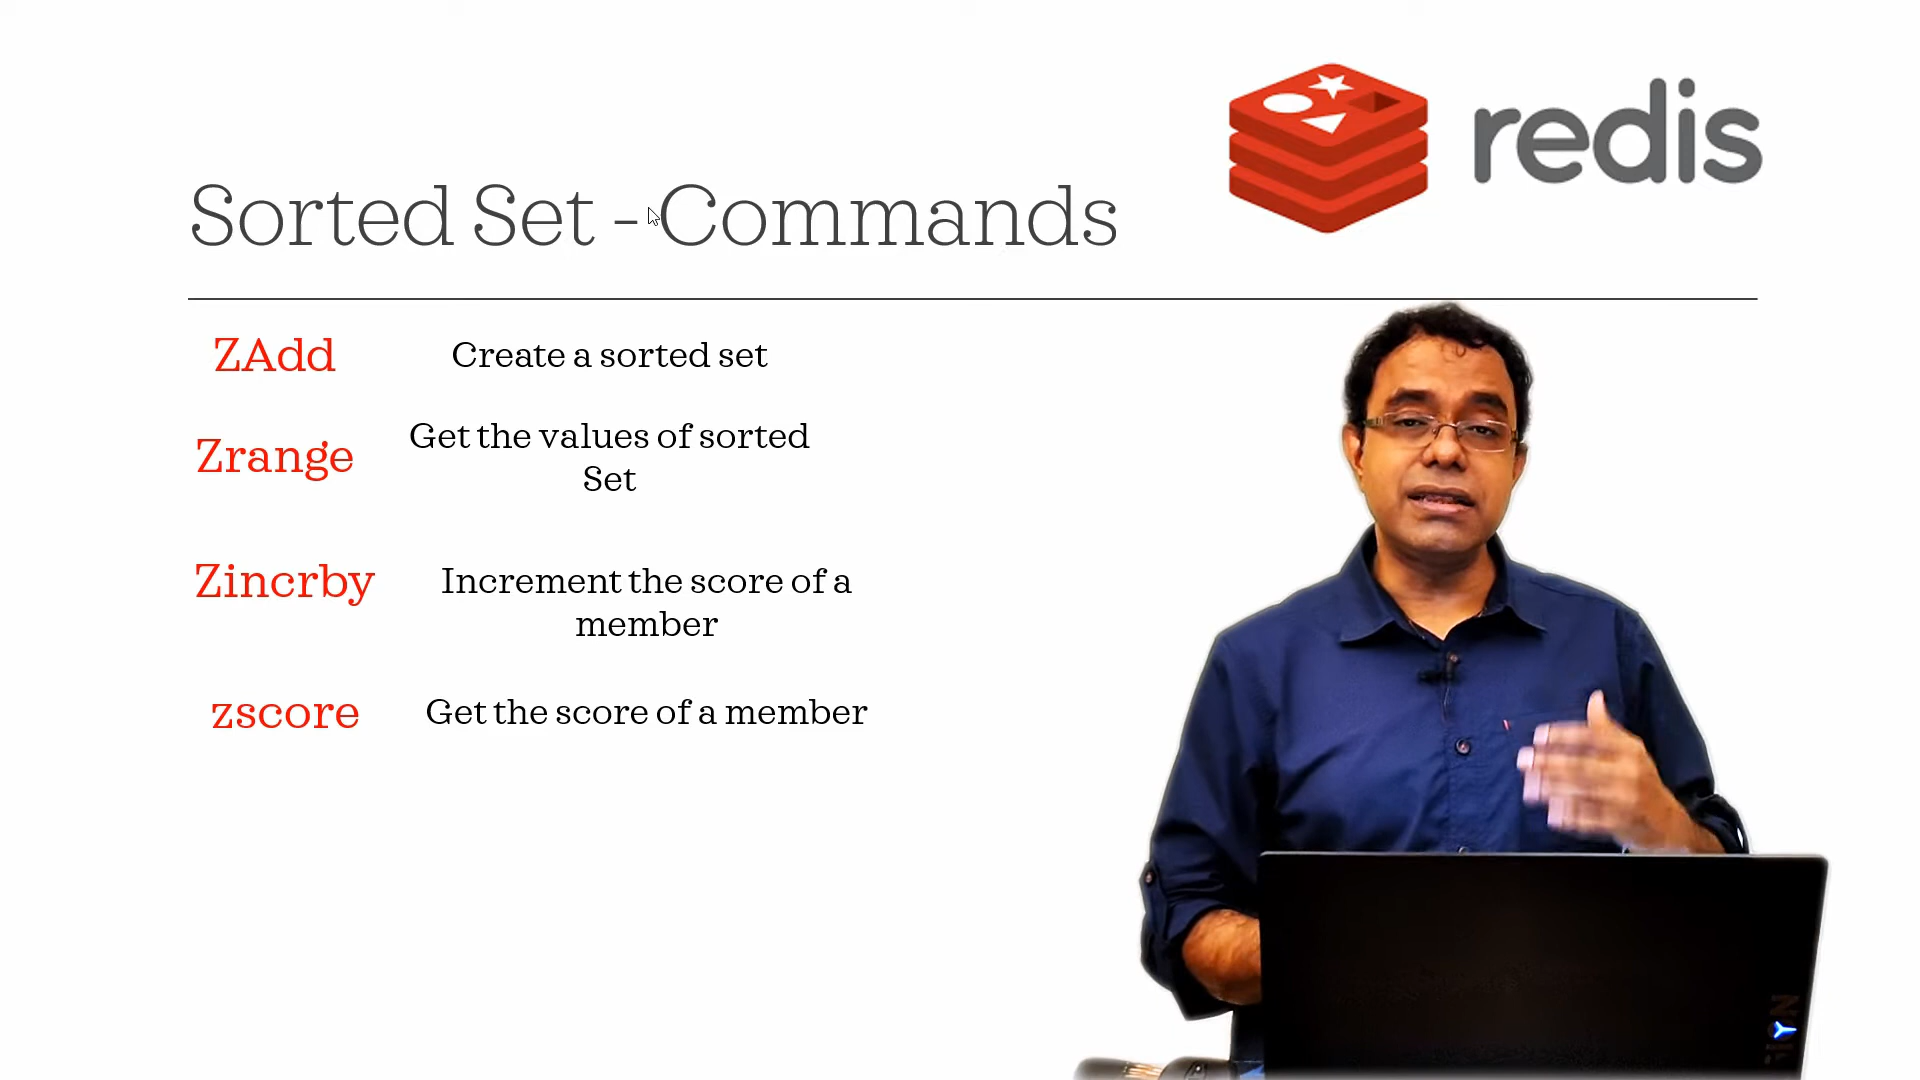 redis
Sorted Set - Commands
ZAdd
Create a sorted set
Zrange
Get the values of sorted
Set
Zincrby
Increment the score of a
member
zscore
Get the score of a member